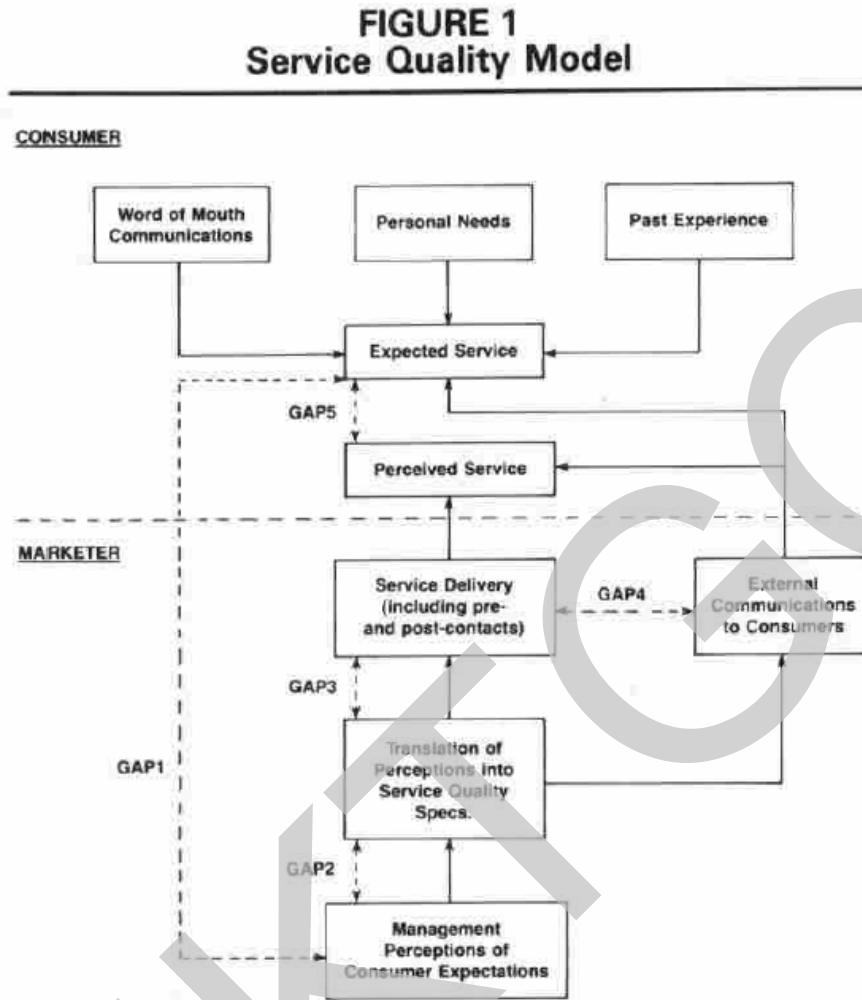 FIGURE 1
Service Quality Model
CONSUMER
Word of Mouth
Communications
Personal Needs
Past Experience
Expected Service
GAP5
Perceived Service
MARKETER
Service Delivery
(including pre-
and post-contacts)
GAP4
External
Communications
to Consumers
GAP3
GAP1
Translation of
Perceptions into
Service Quality
Specs.
GAP2
Management
Perceptions of
Consumer Expectations
KTGO